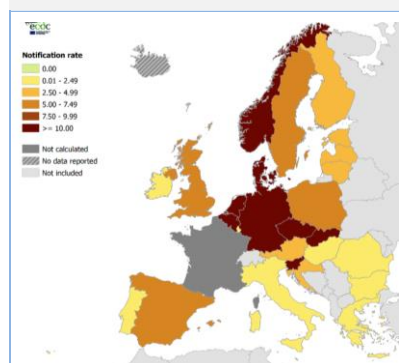 ecdc
Notification rate
0.00
0.01 - 2.49
2.50 - 4.99
5.00 - 7.49
7.50 - 9.99
>= 10.00
Not calculated
No data reported
Not included